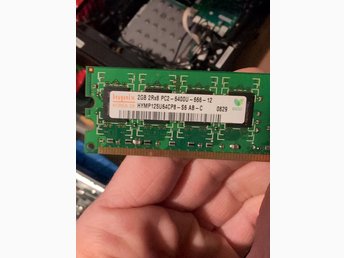 hynix
2GB 2Rx8 PC2-6400U-666-12
HYMP125U64CP8-S6 AB-C
0829